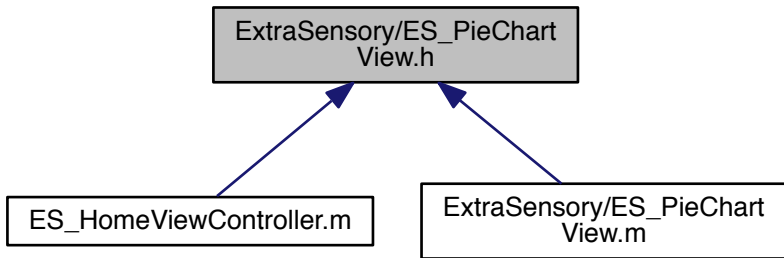 ExtraSensory/ES_PieChart
View.h
ES_HomeViewController.m
ExtraSensory/ES_PieChart
View.m